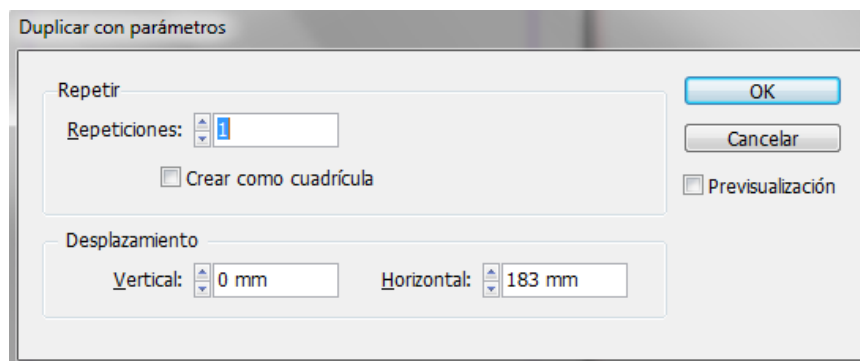 Duplicar con parámetros
Repetir
Repeticiones: 1
Crear como cuadrícula
OK
Cancelar
Previsualización
Desplazamiento
Vertical: 0 mm Horizontal: 183 mm